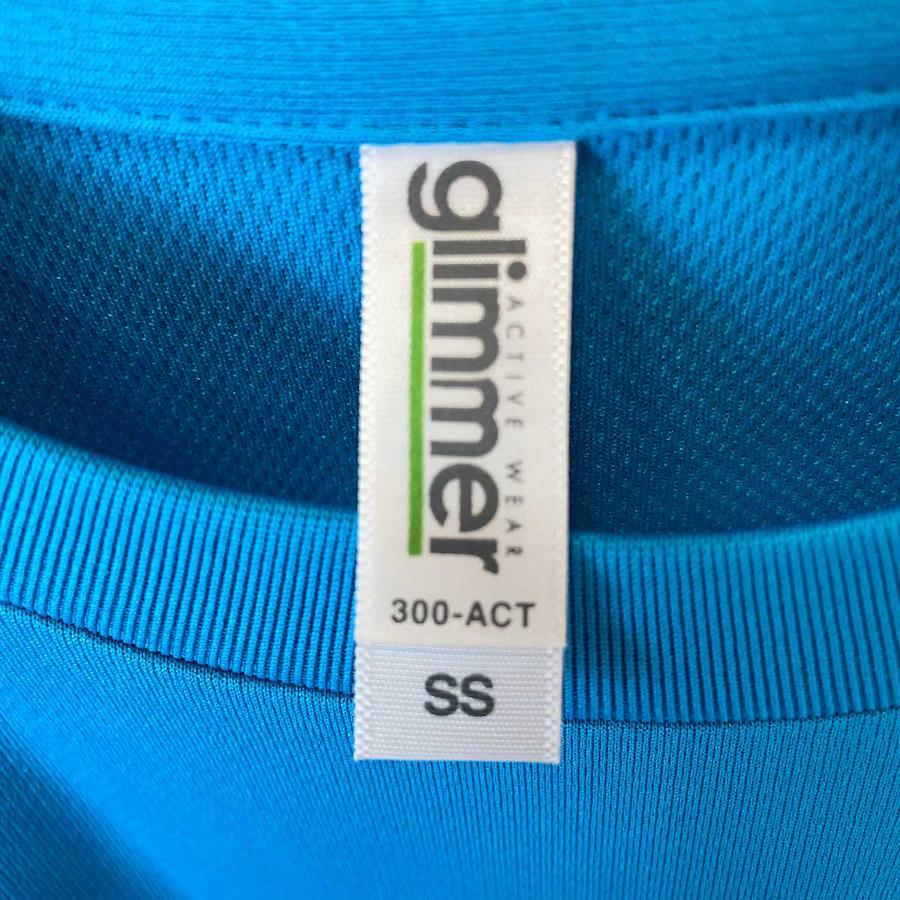 glimmer
ACTIVE WEAR
300-ACT
SS